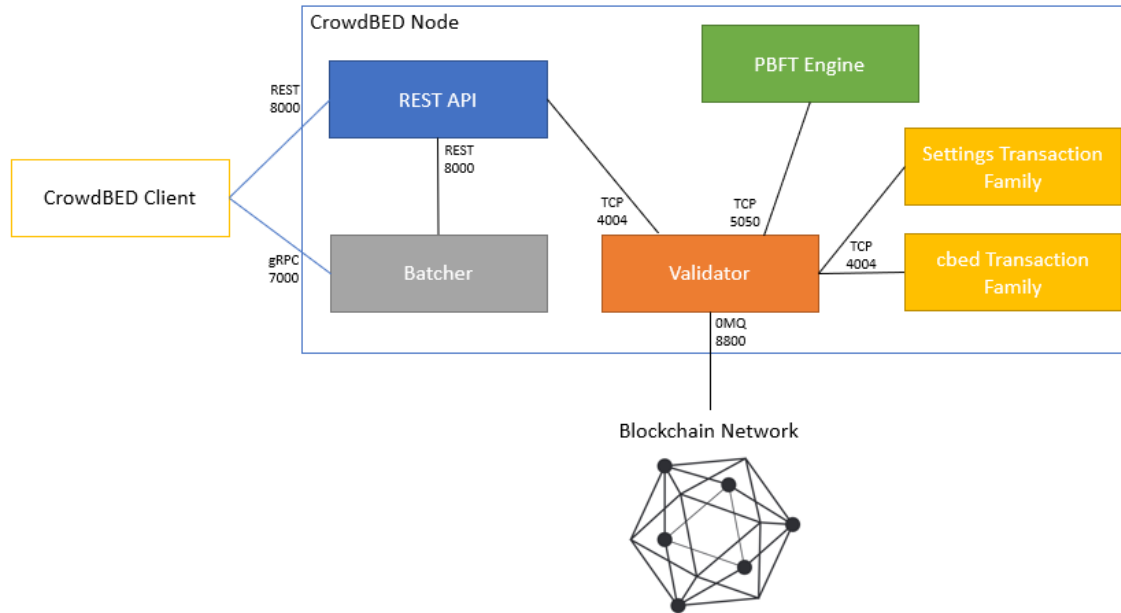 CrowdBED Node
PBFT Engine
REST
8000
REST API
REST
8000
Settings Transaction
Family
CrowdBED Client
TCP
4004
TCP
5050
TCP
4004
gRPC
7000
Batcher
Validator
cbed Transaction
Family
0MQ
8800
Blockchain Network